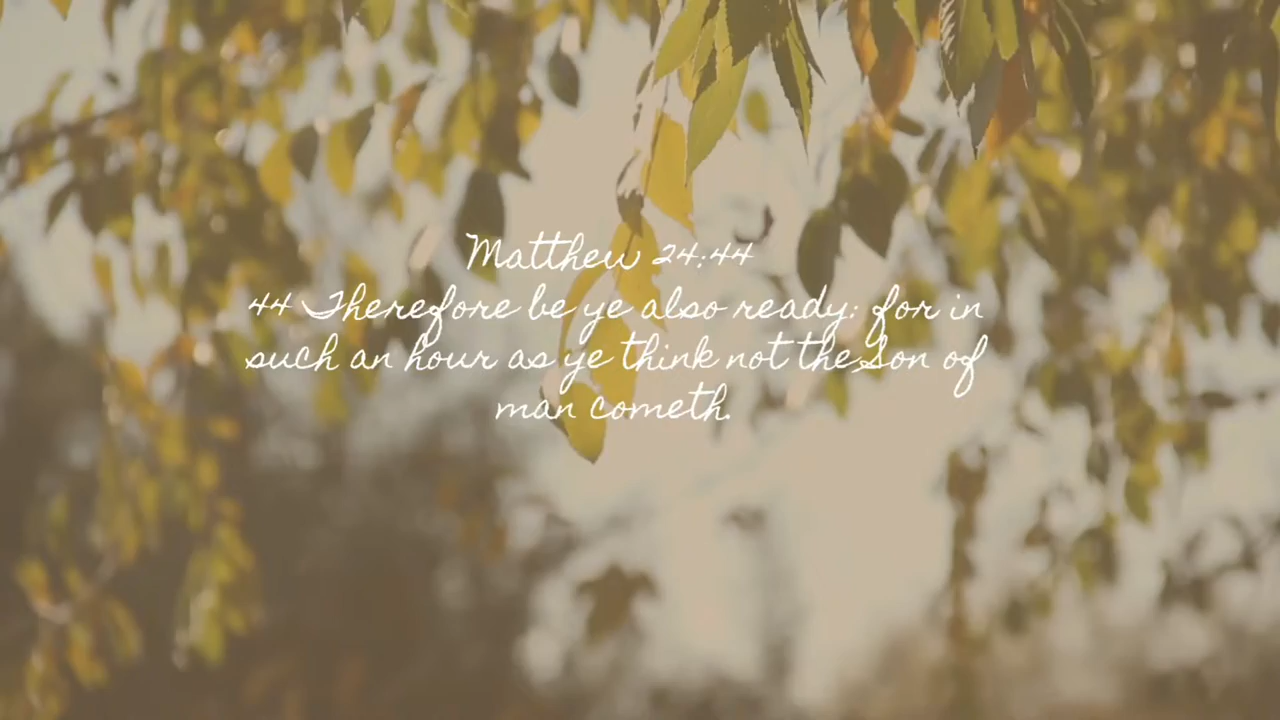 Matthew 24:44
44 Therefore be ye also ready: for in
such an hour as ye think not the Son of
man cometh.